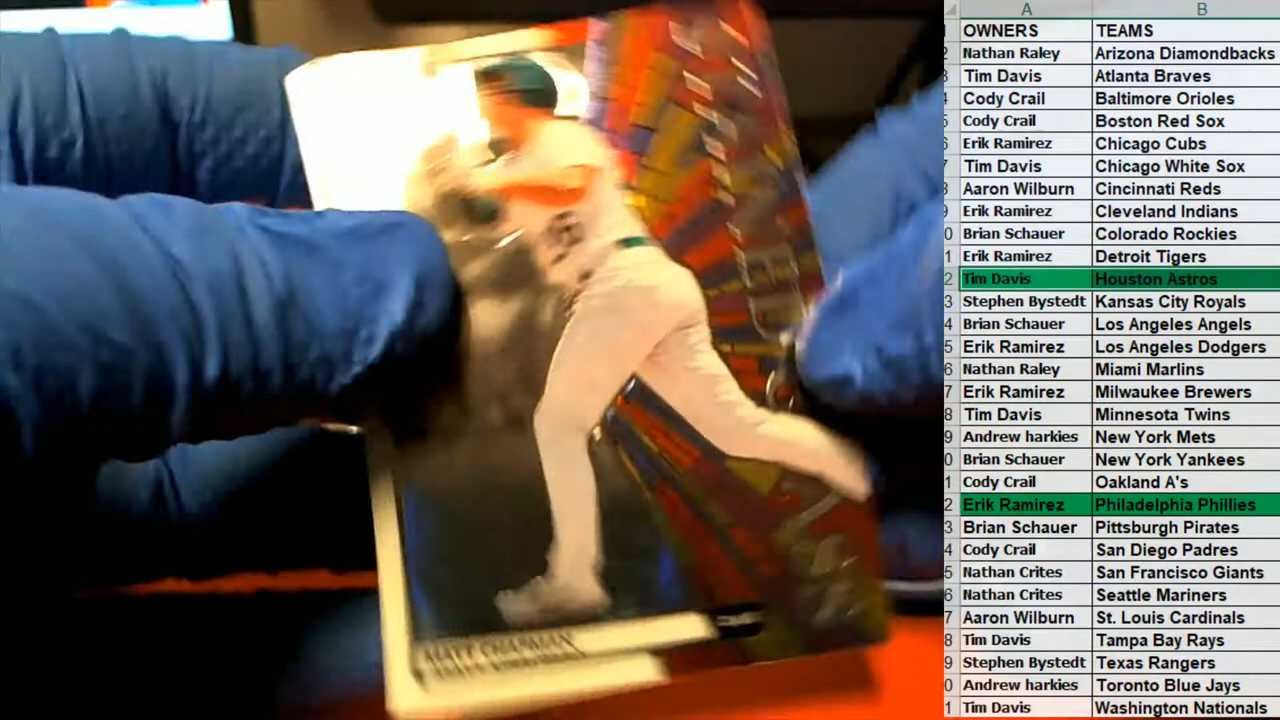 A B
OWNERS TEAMS
Nathan Raley Arizona Diamondbacks
Tim Davis Atlanta Braves
Cody Crail Baltimore Orioles
Cody Crail Boston Red Sox
Erik Ramirez Chicago Cubs
Tim Davis Chicago White Sox
Aaron Wilburn Cincinnati Reds
Erik Ramirez Cleveland Indians
Brian Schauer Colorado Rockies
Erik Ramirez Detroit Tigers
Tim Davis Houston Astros
Stephen Bystedt Kansas City Royals
Brian Schauer Los Angeles Angels
Erik Ramirez Los Angeles Dodgers
Nathan Raley Miami Marlins
Erik Ramirez Milwaukee Brewers
Tim Davis Minnesota Twins
Andrew harkies New York Mets
Brian Schauer New York Yankees
Cody Crail Oakland A's
Erik Ramirez Philadelphia Phillies
Brian Schauer Pittsburgh Pirates
Cody Crail San Diego Padres
Nathan Crites San Francisco Giants
Nathan Crites Seattle Mariners
Aaron Wilburn St. Louis Cardinals
Tim Davis Tampa Bay Rays
Stephen Bystedt Texas Rangers
Andrew harkies Toronto Blue Jays
Tim Davis Washington Nationals
MATT CHAPMAN